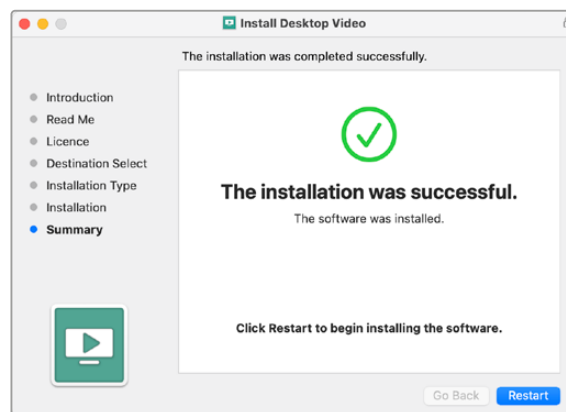 Install Desktop Video
The installation was completed successfully.
Introduction
Read Me
Licence
Destination Select
Installation Type
Installation
Summary
The installation was successful.
The software was installed.
Click Restart to begin installing the software.
Go Back
Restart